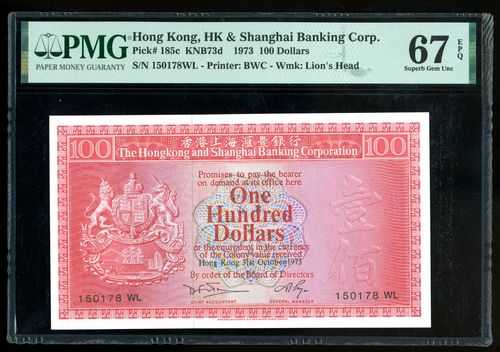 PMG
PAPER MONEY GUARANTY
Hong Kong, HK & Shanghai Banking Corp.
Pick# 185c KNB73d 1973 100 Dollars
S/N 150178WL - Printer: BWC - Wmk: Lion's Head
67 EPQ
Superb Gem Unc
香港上海滙豐銀行
100 The Hongkong and Shanghai Banking Corporation 100
Promises to pay the bearer
on demand at its office here
One
Hundred
Dollars
or the equivalent in the currency
of the Colony value received
Hong Kong 31st October 1973
By order of the Board of Directors
壹佰
CHIEF ACCOUNTANT GENERAL MANAGER
150178 WL 150178 WL